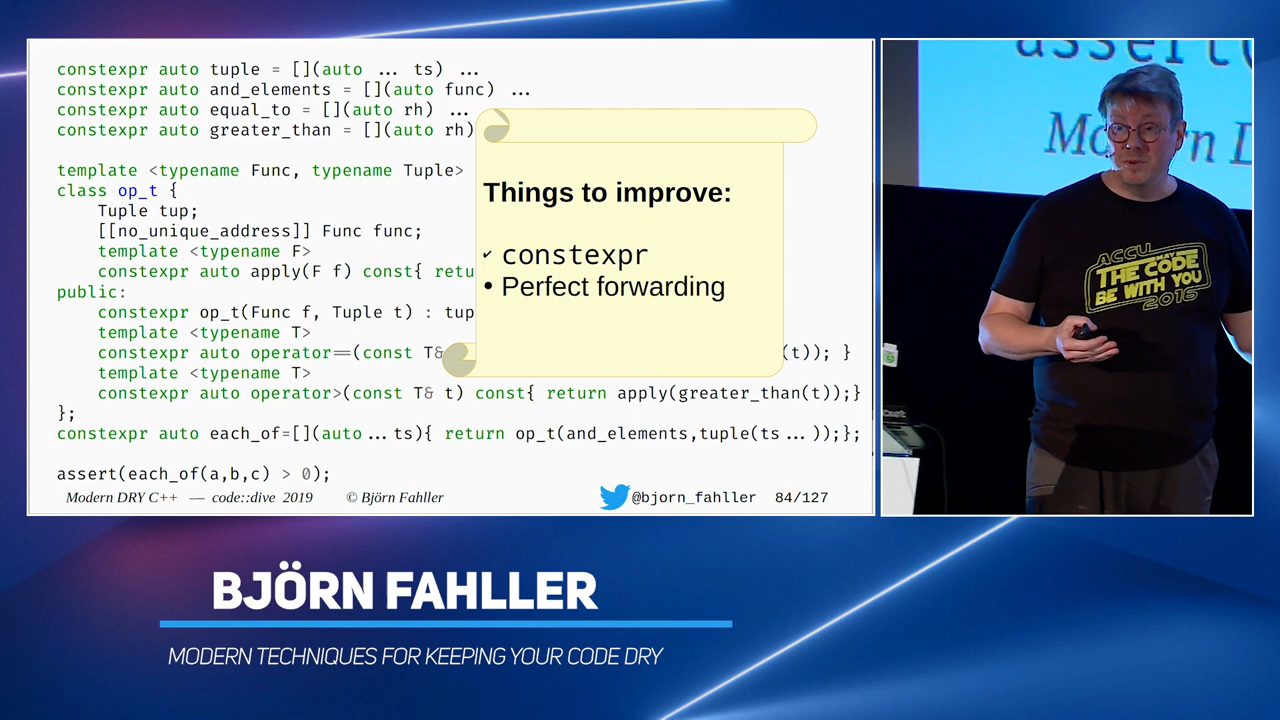 constexpr auto tuple = [](auto ... ts) ...
constexpr auto and_elements = [](auto func) ...
constexpr auto equal_to = [](auto rh) ...
constexpr auto greater_than = [](auto rh)
template <typename Func, typename Tuple>
class op_t {
Tuple tup;
[[no_unique_address]] Func func;
template <typename F>
constexpr auto apply(F f) const{ retu
public:
constexpr op_t(Func f, Tuple t) : tup
template <typename T>
constexpr auto operator==(const T& (t)); }
template <typename T>
constexpr auto operator>(const T& t) const{ return apply(greater_than(t));}
};
constexpr auto each_of=[](auto...ts){ return op_t(and_elements,tuple(ts...));};
assert(each_of(a,b,c) > 0);
Things to improve:
✓ constexpr
• Perfect forwarding
Modern DRY C++ — code::dive 2019 © Björn Fahller @bjorn_fahller 84/127
assert(
Modern D
ACCU
MAY
THE CODE
BE WITH YOU
2016
BJÖRN FAHLLER
MODERN TECHNIQUES FOR KEEPING YOUR CODE DRY